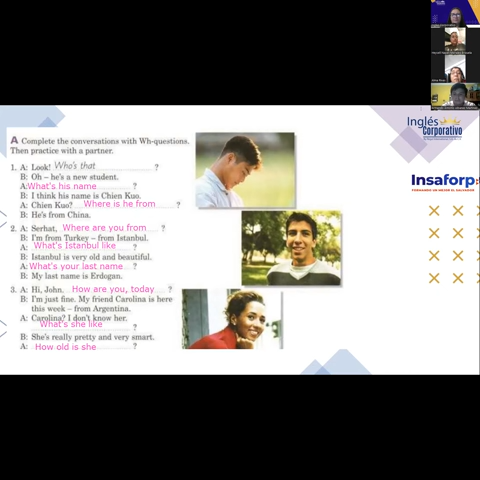 Inglés
Corporativo
Insaforp
A Complete the conversations with Wh-questions.
Then practice with a partner.
1. A: Look! Who's that ?
B: Oh – he's a new student.
A: What's his name ?
B: I think his name is Chien Kuo.
A: Chien Kuo? Where is he from ?
B: He's from China.
2. A: Serhat, Where are you from ?
B: I'm from Turkey – from Istanbul.
A: What's Istanbul like ?
B: Istanbul is very old and beautiful.
A: What's your last name ?
B: My last name is Erdogan.
3. A: Hi, John. How are you, today ?
B: I'm just fine. My friend Carolina is here
this week – from Argentina.
A: Carolina? I don't know her.
What's she like ?
B: She's really pretty and very smart.
A: How old is she ?